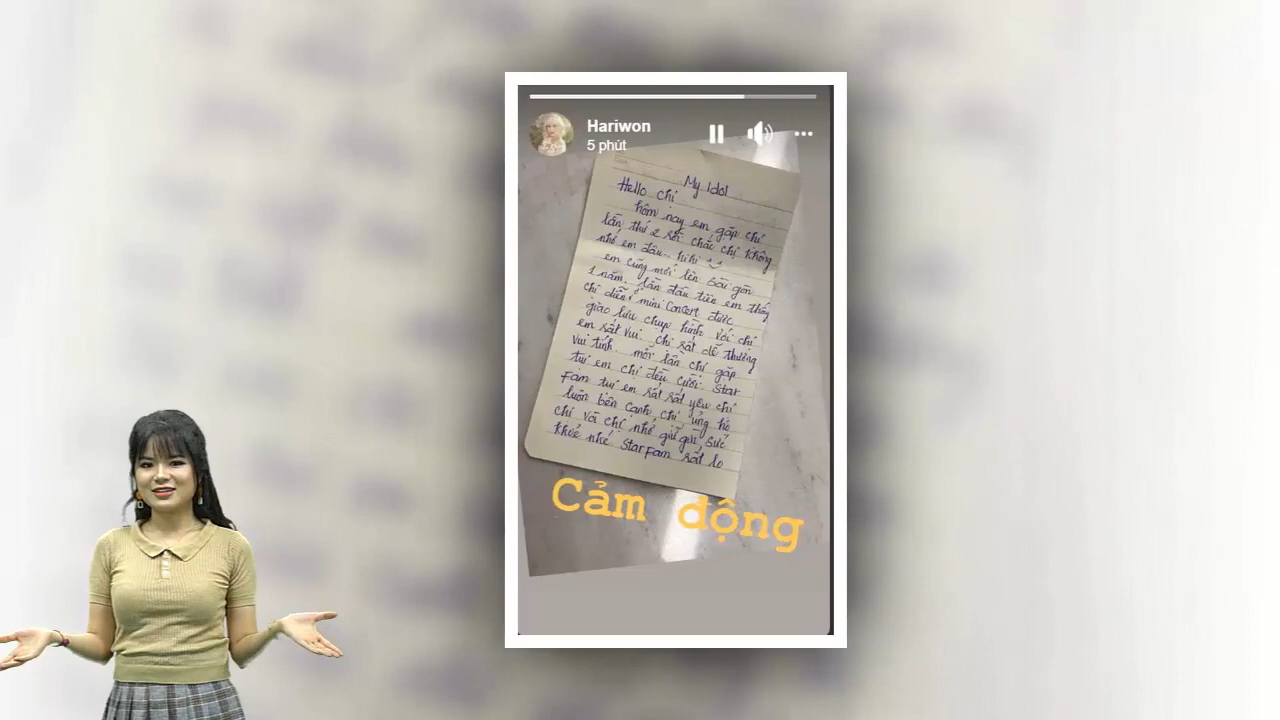 Hariwon
5 phút
My Idol
Hello chị
hôm nay em gặp chị
lần thứ 2 rồi chắc chị không
nhớ em đâu.. hihi
em cũng mới lên Sài gòn
1 năm. lần đầu tiên em thấy
chị diễn ở mini Concert được
giao lưu chụp hình với chị
em rất vui. Chị rất dễ thương
vui tính. mỗi lần chị gặp
tụi em chị đều cười. Star
Fam tụi em rất rất yêu chị
luôn bên cạnh chị, ủng hộ
chị và chị nhớ giữ gìn sức
khoẻ nhé StarFam rất lo
Cảm động